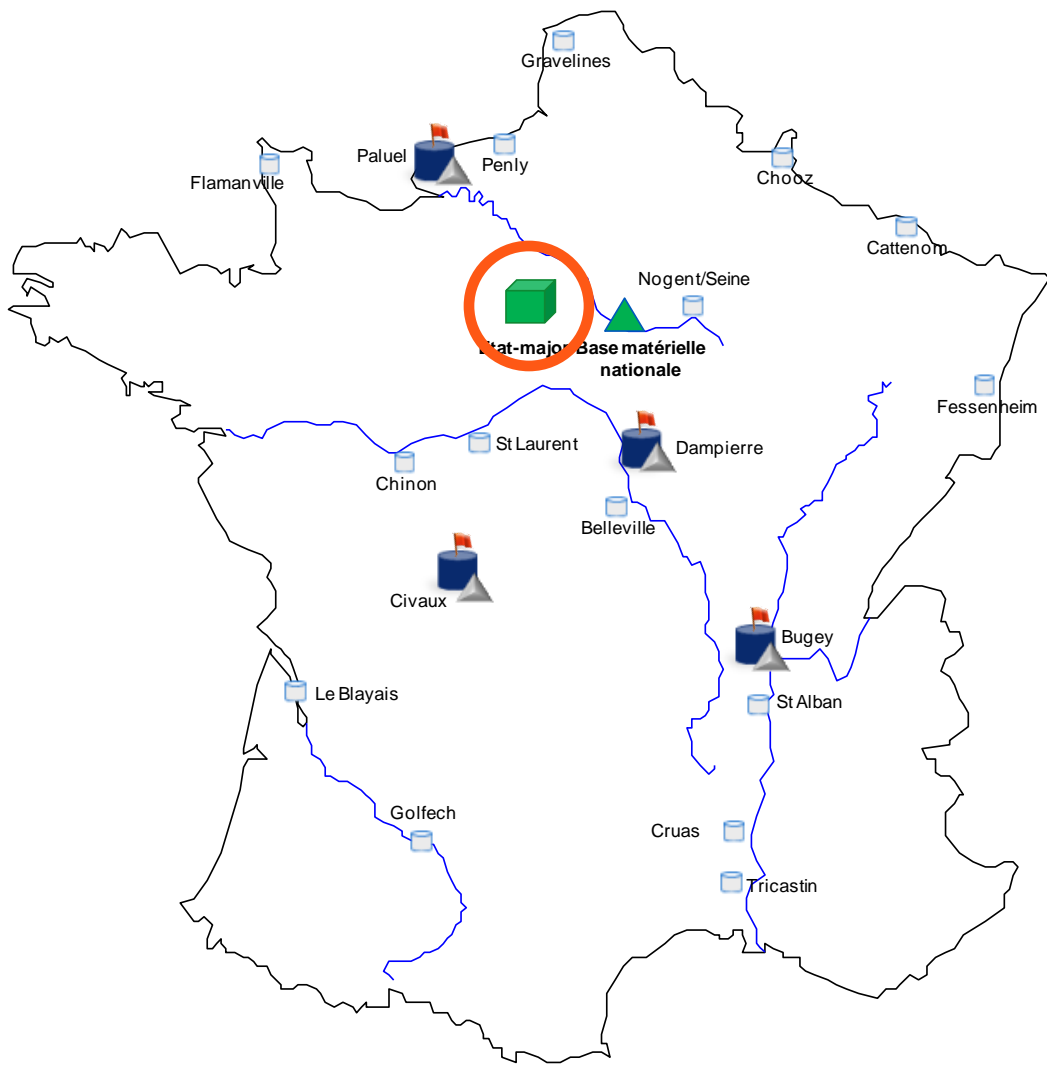 Gravelines
Paluel
Penly
Flamanville
Chooz
Cattenom
Nogent/Seine
Etat-major
Base matérielle
nationale
Fessenheim
St Laurent
Dampierre
Chinon
Belleville
Civaux
Bugey
Le Blayais
St Alban
Golfech
Cruas
Tricastin